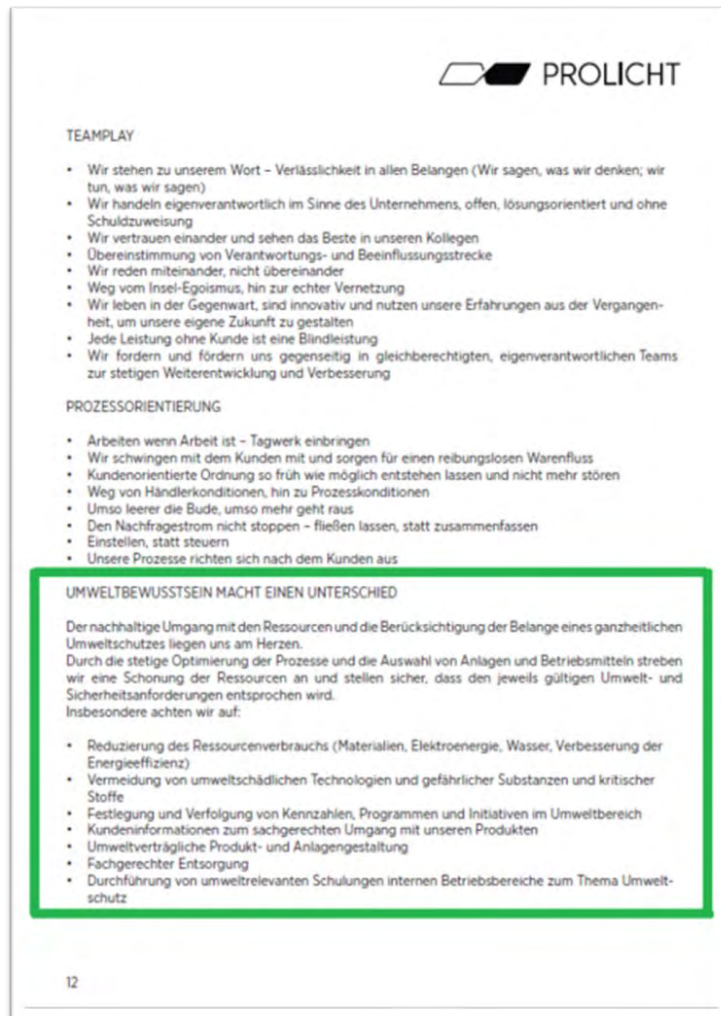 PROLICHT
TEAMPLAY
• Wir stehen zu unserem Wort – Verlässlichkeit in allen Belangen (Wir sagen, was wir denken; wir
tun, was wir sagen)
• Wir handeln eigenverantwortlich im Sinne des Unternehmens, offen, lösungsorientiert und ohne
Schuldzuweisung
• Wir vertrauen einander und sehen das Beste in unseren Kollegen
• Übereinstimmung von Verantwortungs- und Beeinflussungsstrecke
• Wir reden miteinander, nicht übereinander
• Weg vom Insel-Egoismus, hin zur echter Vernetzung
• Wir leben in der Gegenwart, sind innovativ und nutzen unsere Erfahrungen aus der Vergangen-
heit, um unsere eigene Zukunft zu gestalten
• Jede Leistung ohne Kunde ist eine Blindleistung
• Wir fordern und fördern uns gegenseitig in gleichberechtigten, eigenverantwortlichen Teams
zur stetigen Weiterentwicklung und Verbesserung
PROZESSORIENTIERUNG
• Arbeiten wenn Arbeit ist – Tagwerk einbringen
• Wir schwingen mit dem Kunden mit und sorgen für einen reibungslosen Warenfluss
• Kundenorientierte Ordnung so früh wie möglich entstehen lassen und nicht mehr stören
• Weg von Händlerkonditionen, hin zu Prozesskonditionen
• Umso leerer die Bude, umso mehr geht raus
• Den Nachfragestrom nicht stoppen – fließen lassen, statt zusammenfassen
• Einstellen, statt steuern
• Unsere Prozesse richten sich nach dem Kunden aus
UMWELTBEWUSSTSEIN MACHT EINEN UNTERSCHIED
Der nachhaltige Umgang mit den Ressourcen und die Berücksichtigung der Belange eines ganzheitlichen
Umweltschutzes liegen uns am Herzen.
Durch die stetige Optimierung der Prozesse und die Auswahl von Anlagen und Betriebsmitteln streben
wir eine Schonung der Ressourcen an und stellen sicher, dass den jeweils gültigen Umwelt- und
Sicherheitsanforderungen entsprochen wird.
Insbesondere achten wir auf:
• Reduzierung des Ressourcenverbrauchs (Materialien, Elektroenergie, Wasser, Verbesserung der
Energieeffizienz)
• Vermeidung von umweltschädlichen Technologien und gefährlicher Substanzen und kritischer
Stoffe
• Festlegung und Verfolgung von Kennzahlen, Programmen und Initiativen im Umweltbereich
• Kundeninformationen zum sachgerechten Umgang mit unseren Produkten
• Umweltverträgliche Produkt- und Anlagengestaltung
• Fachgerechter Entsorgung
• Durchführung von umweltrelevanten Schulungen internen Betriebsbereiche zum Thema Umwelt-
schutz
12